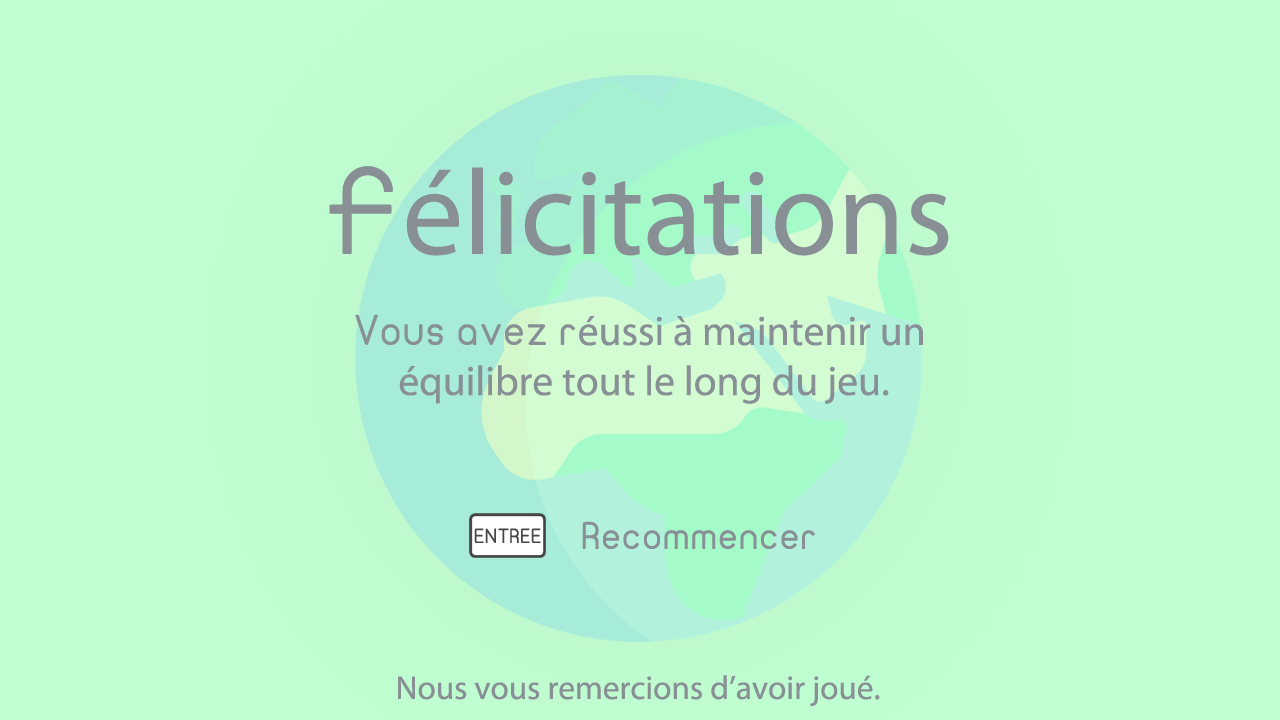 Félicitations
Vous avez réussi à maintenir un
équilibre tout le long du jeu.
ENTREE Recommencer
Nous vous remercions d’avoir joué.